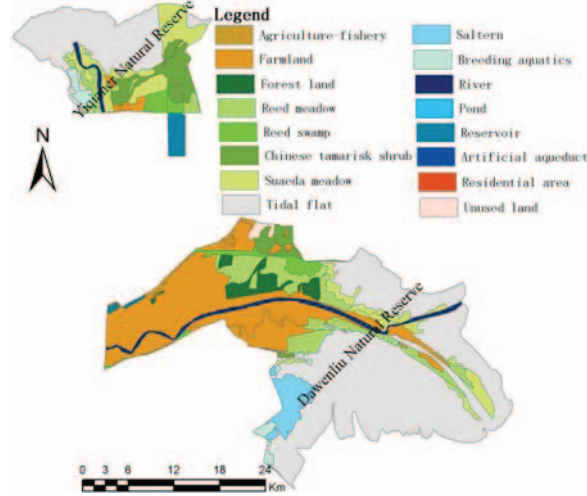 Legend
Agriculture-fishery
Farmland
Forest land
Reed meadow
Reed swamp
Chinese tamarisk shrub
Suaeda meadow
Tidal flat
Saltern
Breeding aquatics
River
Pond
Reservoir
Artificial aqueduct
Residential area
Unused land
Yiqianer Natural Reserve
N
Dawenliu Natural Reserve
0 3 6 12 18 24
Km